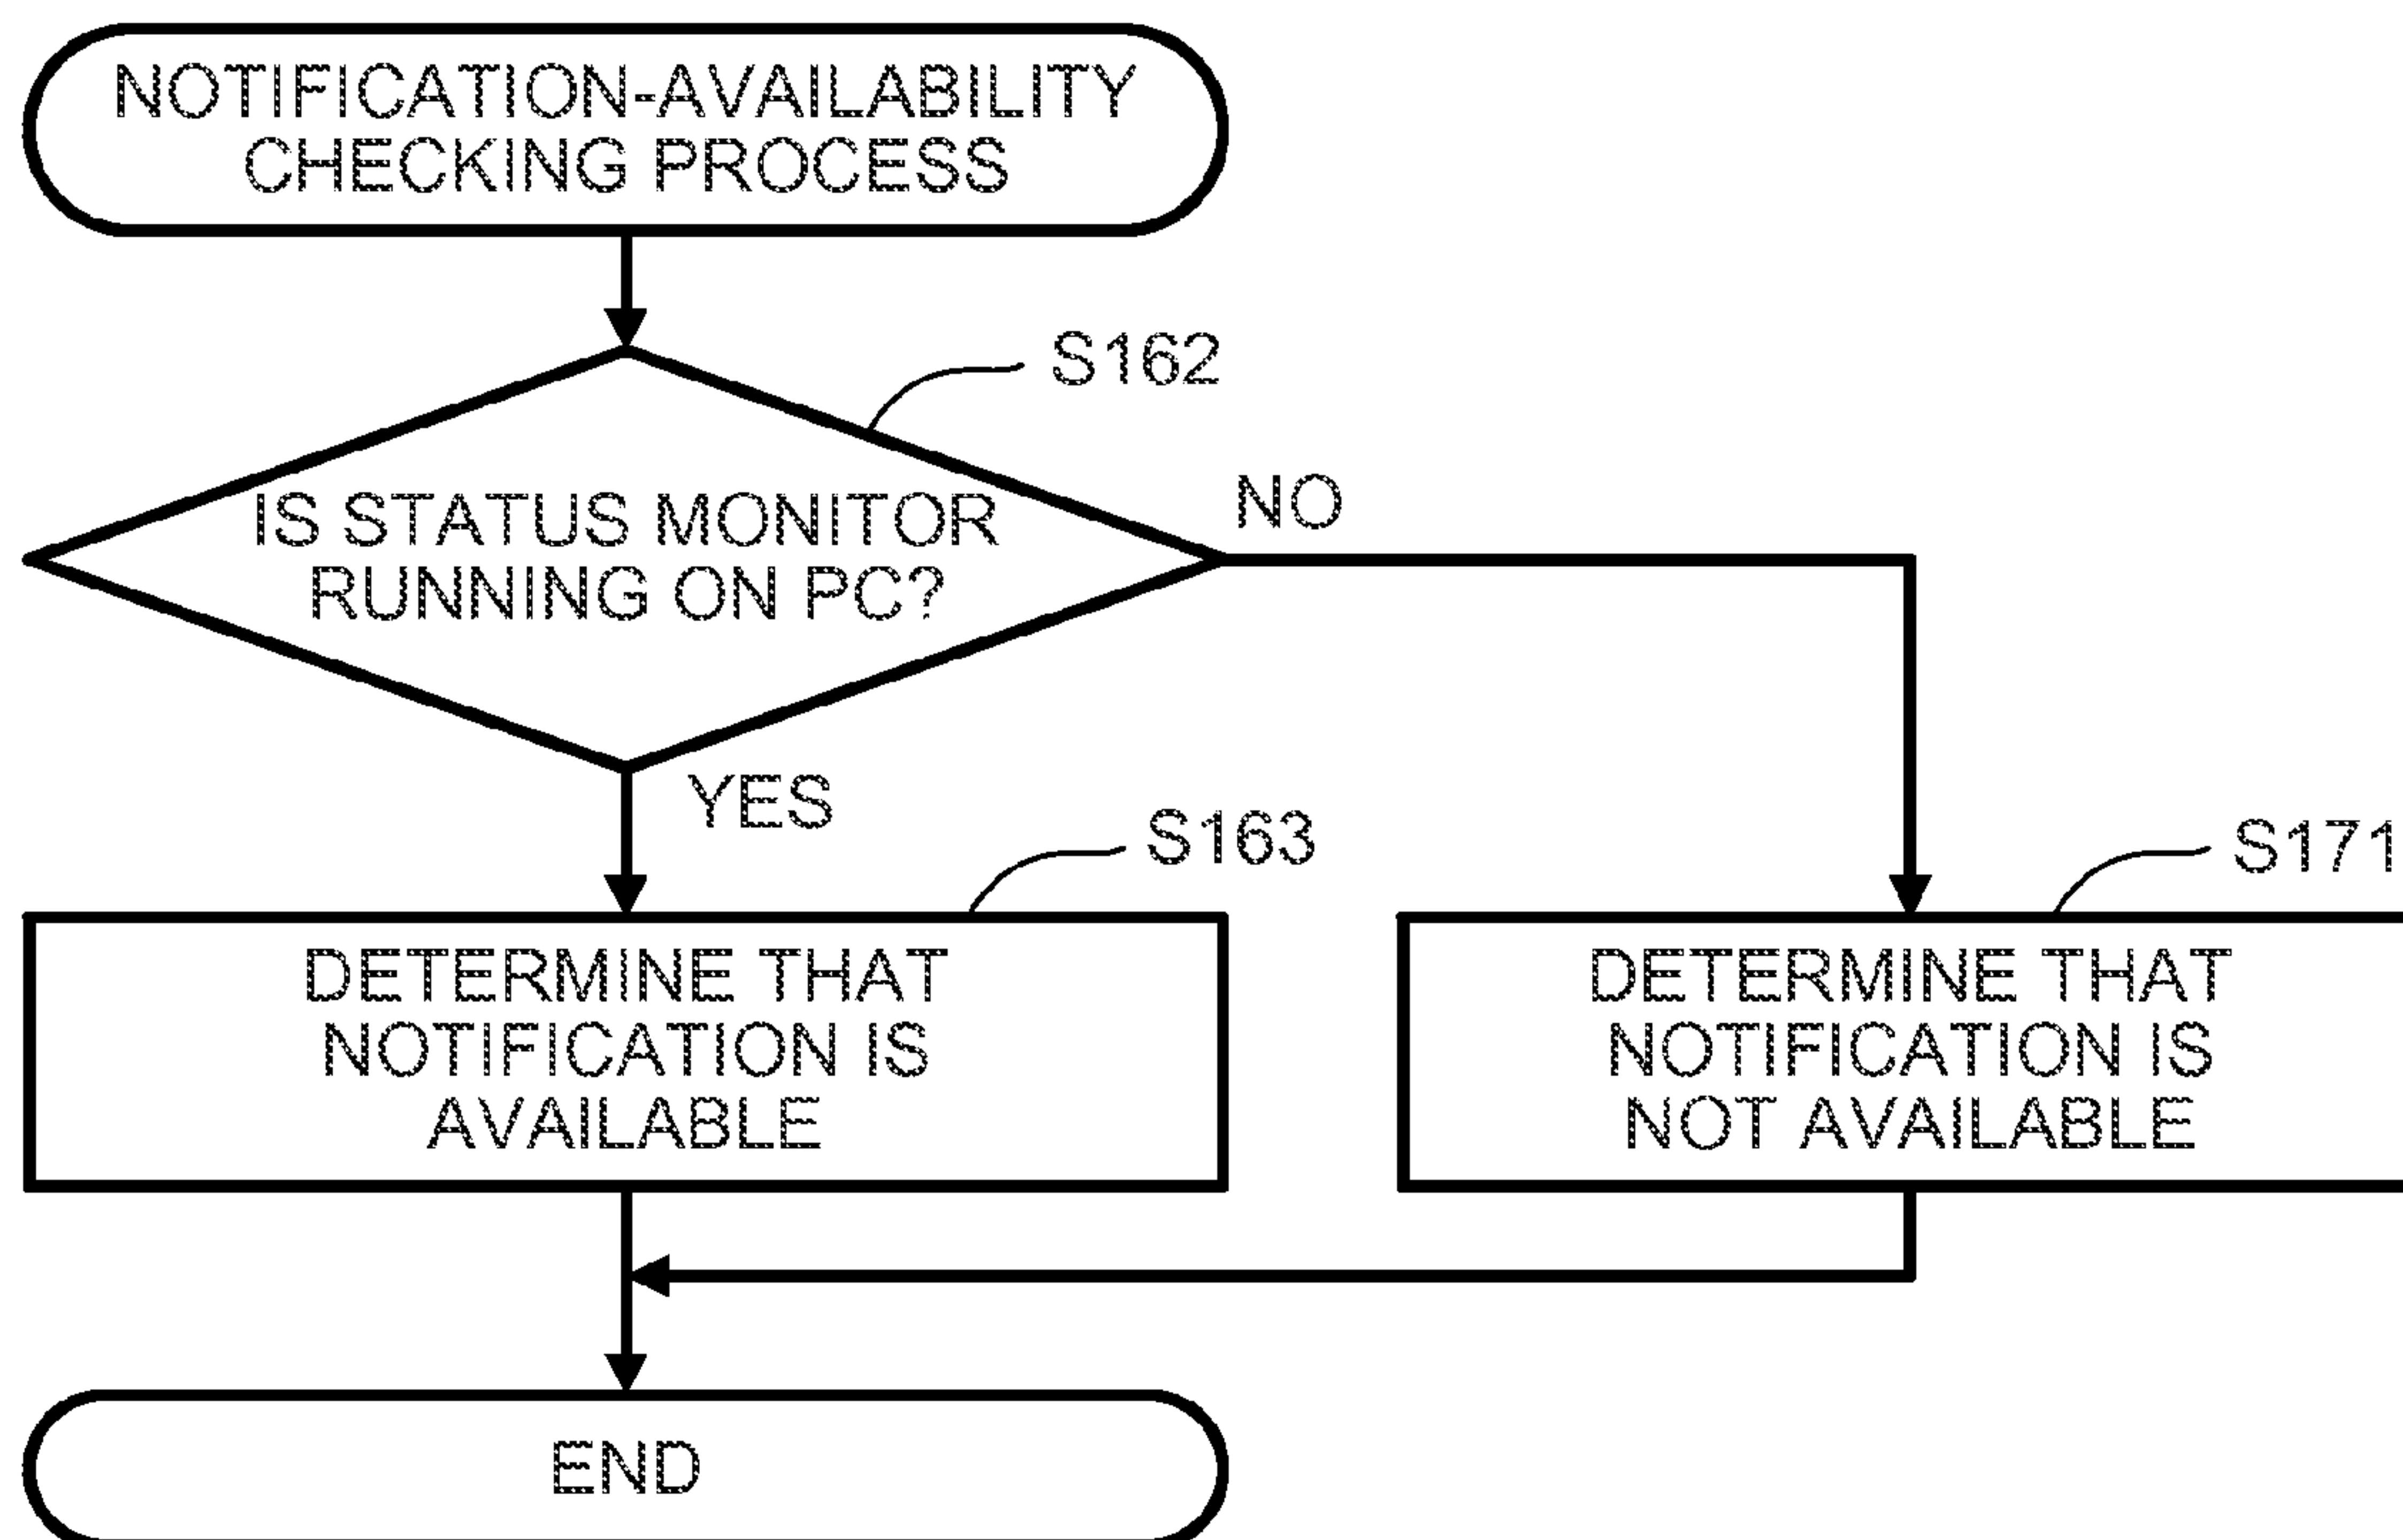 NOTIFICATION-AVAILABILITY
CHECKING PROCESS
S162
IS STATUS MONITOR
RUNNING ON PC?
NO
YES
S163
DETERMINE THAT
NOTIFICATION IS
AVAILABLE
S171
DETERMINE THAT
NOTIFICATION IS
NOT AVAILABLE
END